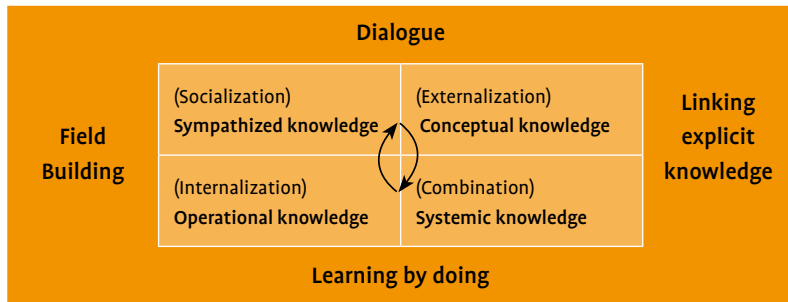 Dialogue
Field
Building
(Socialization)
Sympathized knowledge
(Externalization)
Conceptual knowledge
(Internalization)
Operational knowledge
(Combination)
Systemic knowledge
Linking
explicit
knowledge
Learning by doing